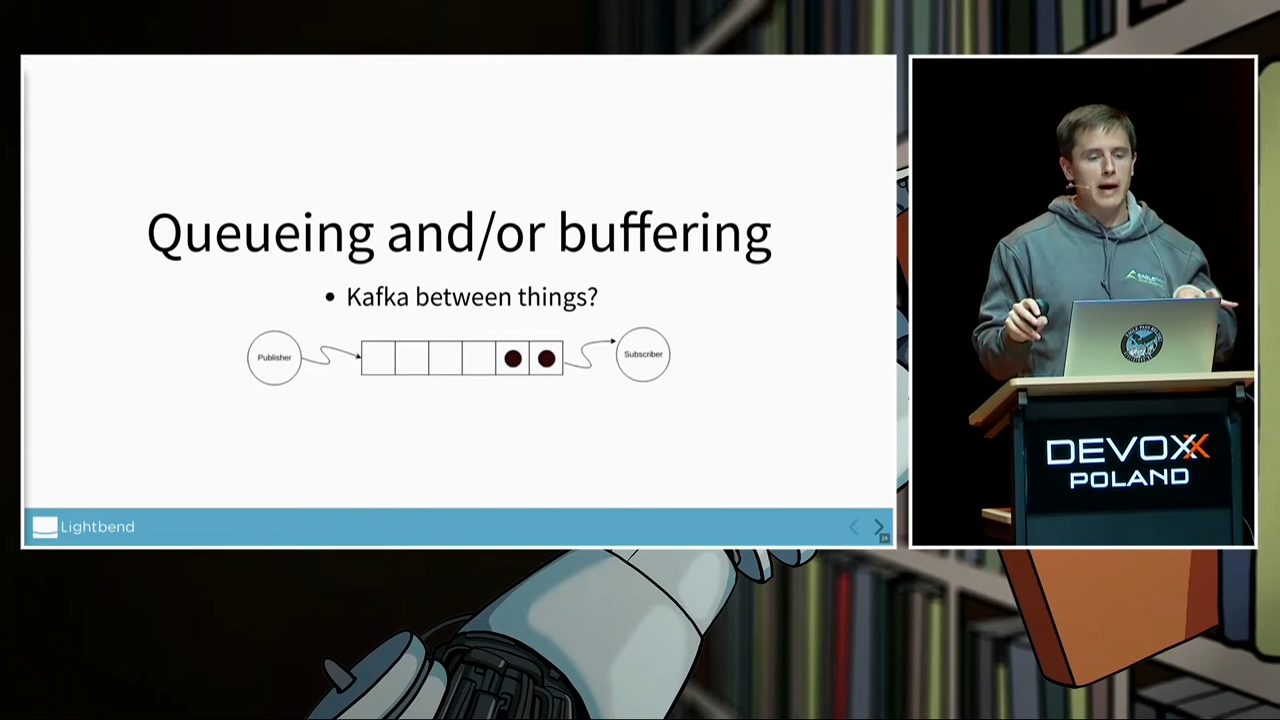 Queueing and/or buffering
• Kafka between things?
Publisher
Subscriber
Lightbend
DEVOXX
POLAND